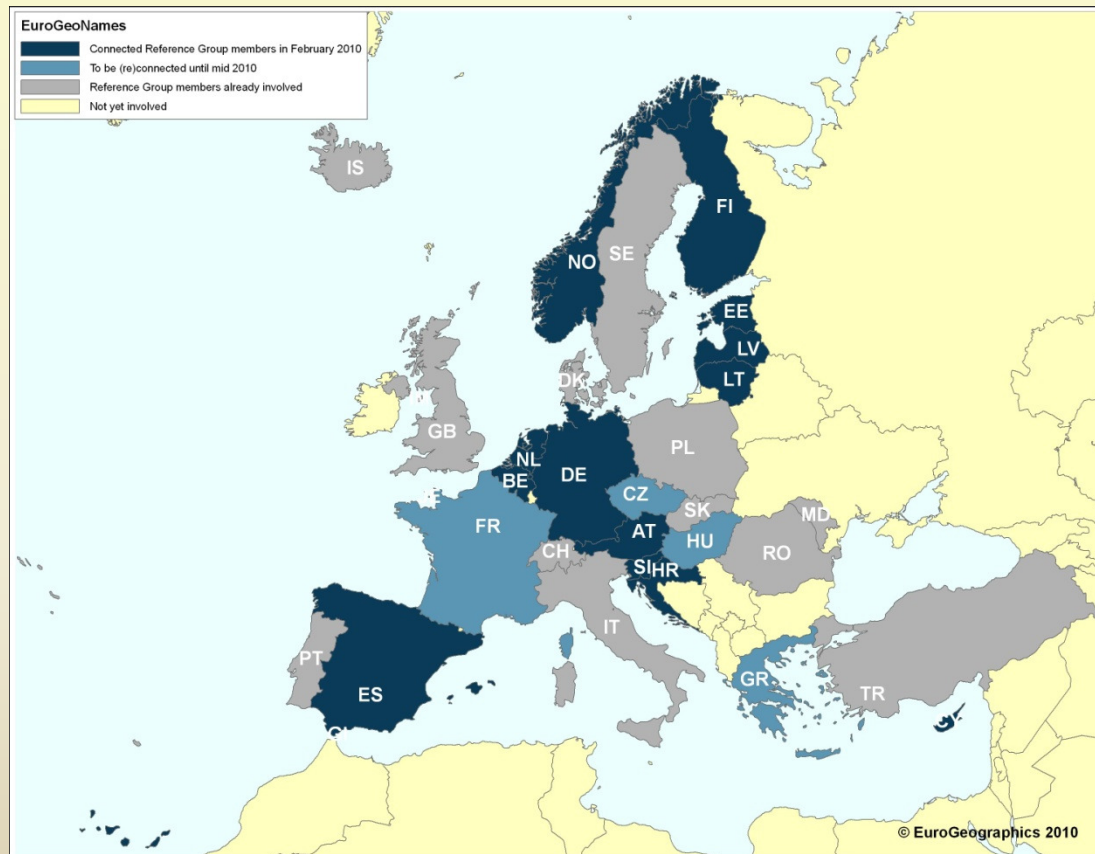 EuroGeoNames
Connected Reference Group members in February 2010
To be (re)connected until mid 2010
Reference Group members already involved
Not yet involved
IS
FI
SE
NO
EE
LV
LT
DK
GB
NL
DE
PL
BE
CZ
FR
SK
MD
AT
HU
CH
RO
SI
HR
IT
PT
ES
GR
TR
© EuroGeographics 2010